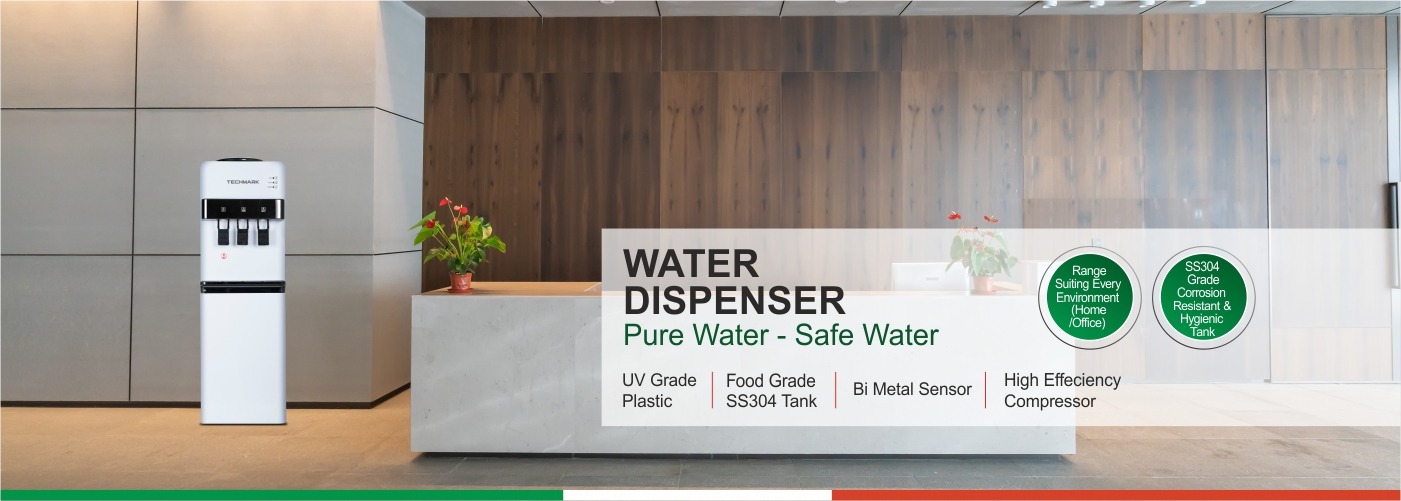 TECHMARK
WATER
DISPENSER
Pure Water - Safe Water
UV Grade
Plastic
Food Grade
SS304 Tank
Bi Metal Sensor
High Effeciency
Compressor
Range
Suiting Every
Environment
(Home
/Office)
SS304
Grade
Corrosion
Resistant &
Hygienic
Tank